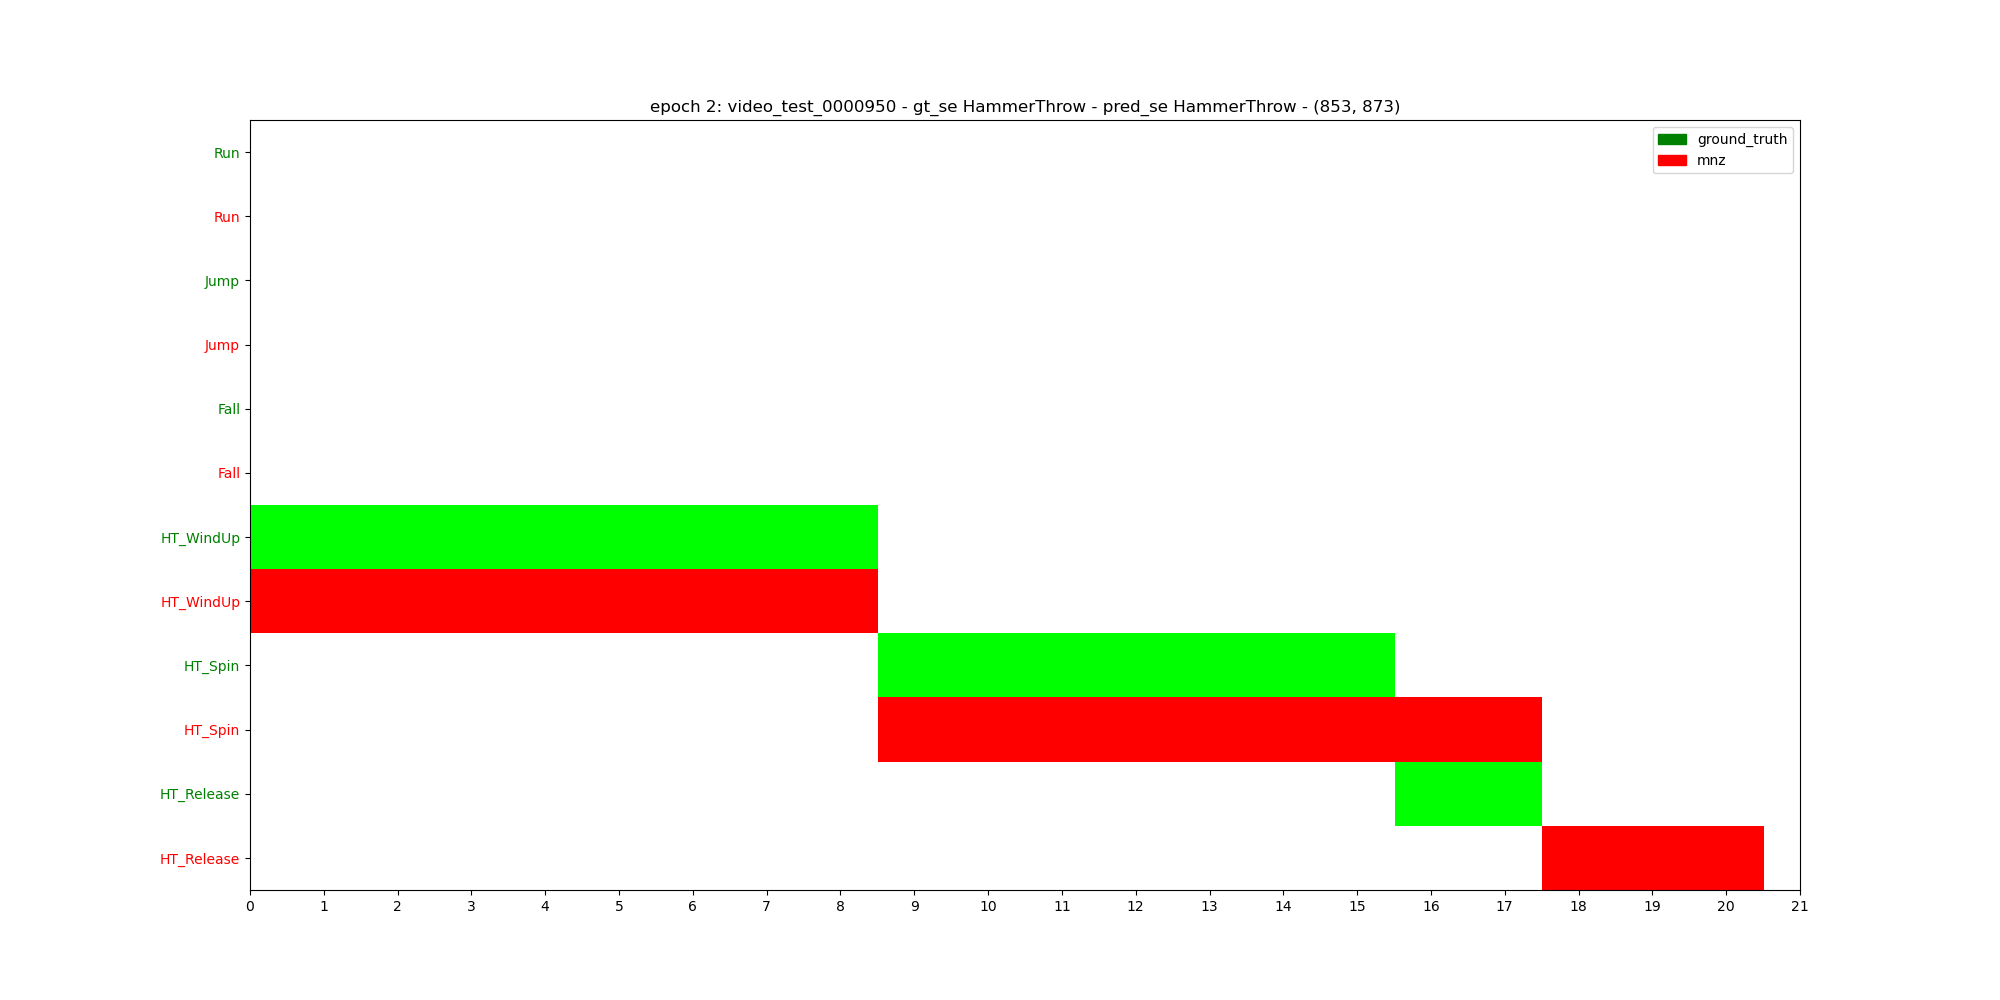 epoch 2: video_test_0000950 - gt_se HammerThrow - pred_se HammerThrow - (853, 873)
ground_truth
mnz
Run
Run
Jump
Jump
Fall
Fall
HT_WindUp
HT_WindUp
HT_Spin
HT_Spin
HT_Release
HT_Release
0 1 2 3 4 5 6 7 8 9 10 11 12 13 14 15 16 17 18 19 20 21